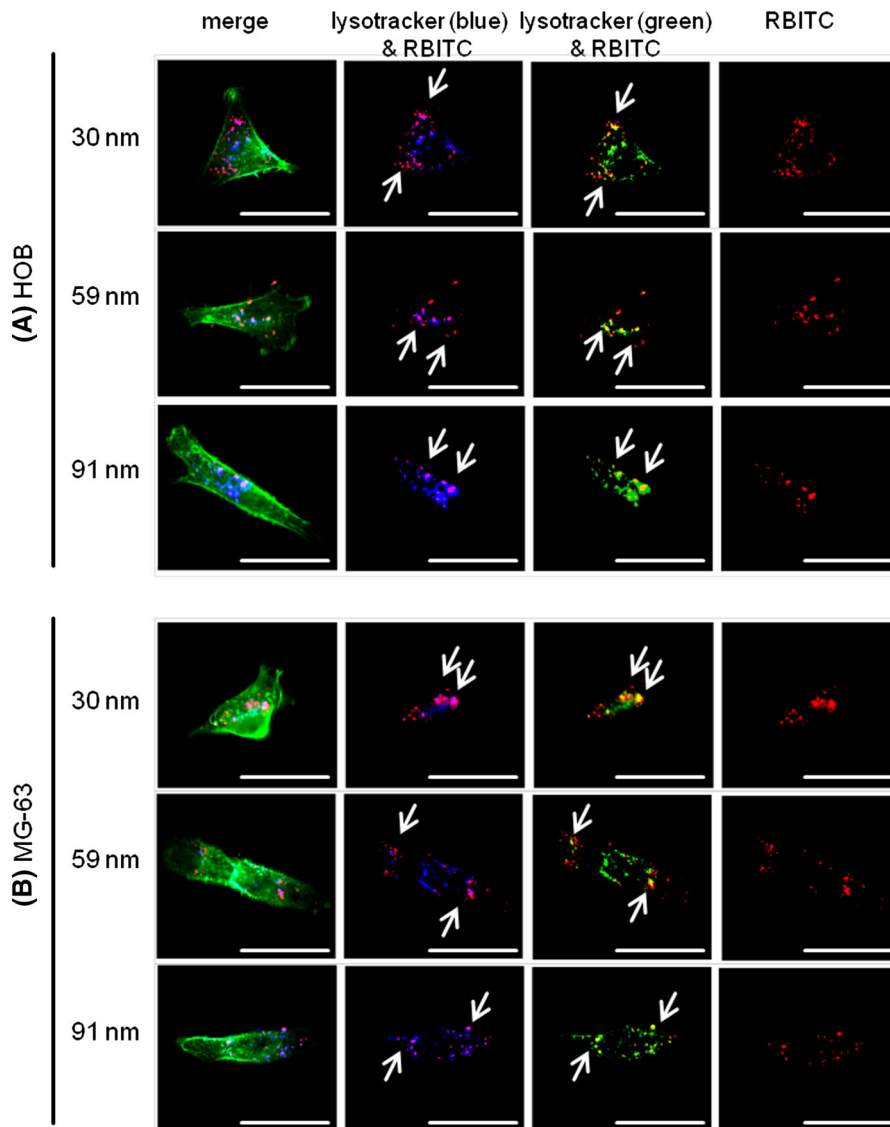 merge
lysotracker (blue) & RBITC
lysotracker (green) & RBITC
RBITC
(A) HOB
30 nm
59 nm
91 nm
(B) MG-63
30 nm
59 nm
91 nm